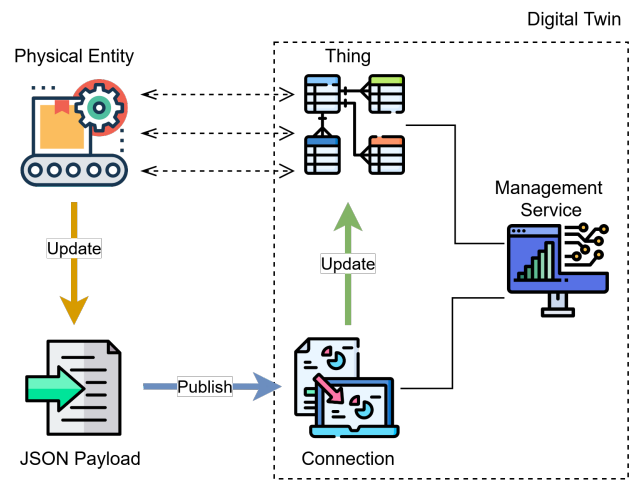 Digital Twin
Physical Entity
Thing
Management
Service
Update
Update
Publish
JSON Payload
Connection